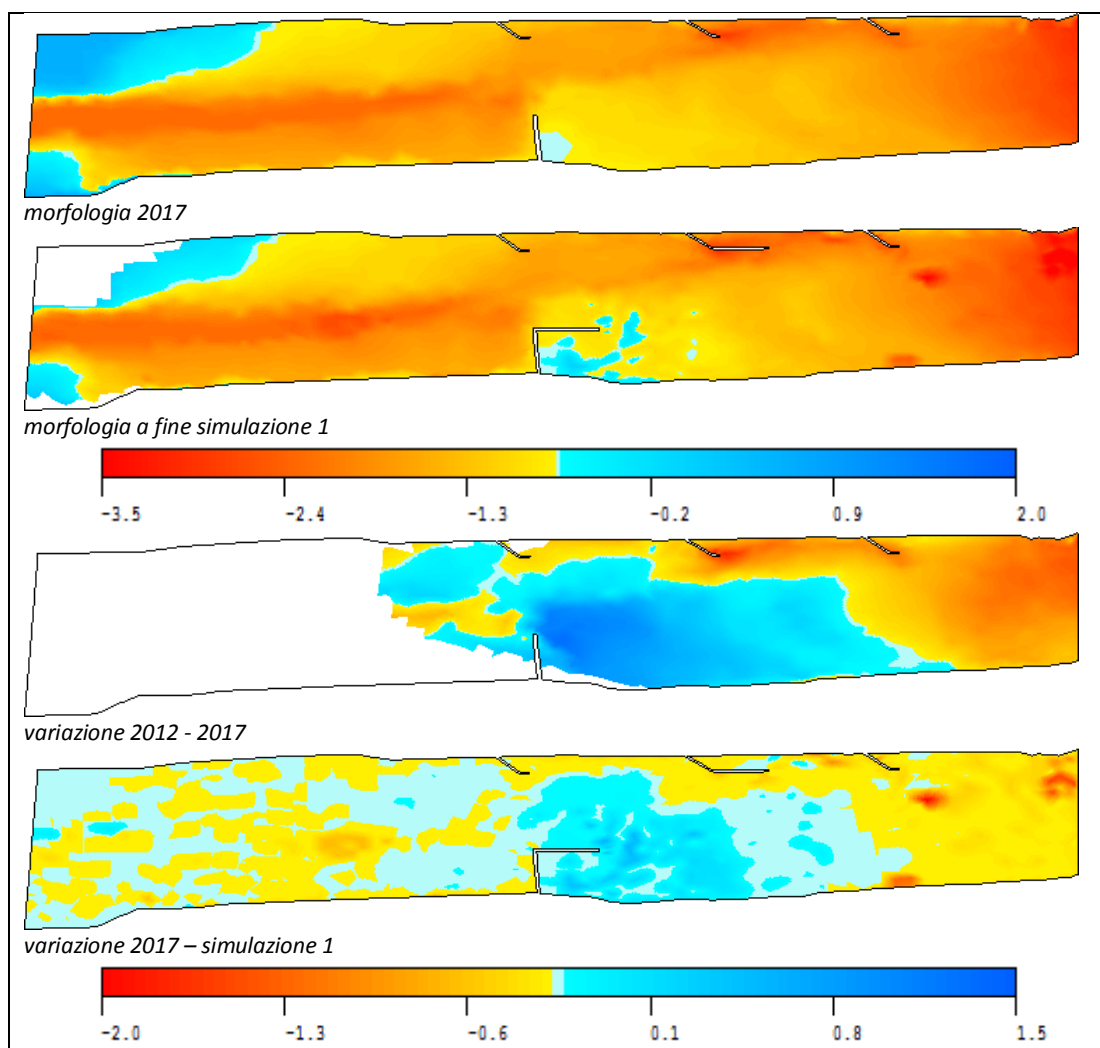 morfologia 2017
morfologia a fine simulazione 1
-3.5 -2.4 -1.3 -0.2 0.9 2.0
variazione 2012 - 2017
variazione 2017 – simulazione 1
-2.0 -1.3 -0.6 0.1 0.8 1.5